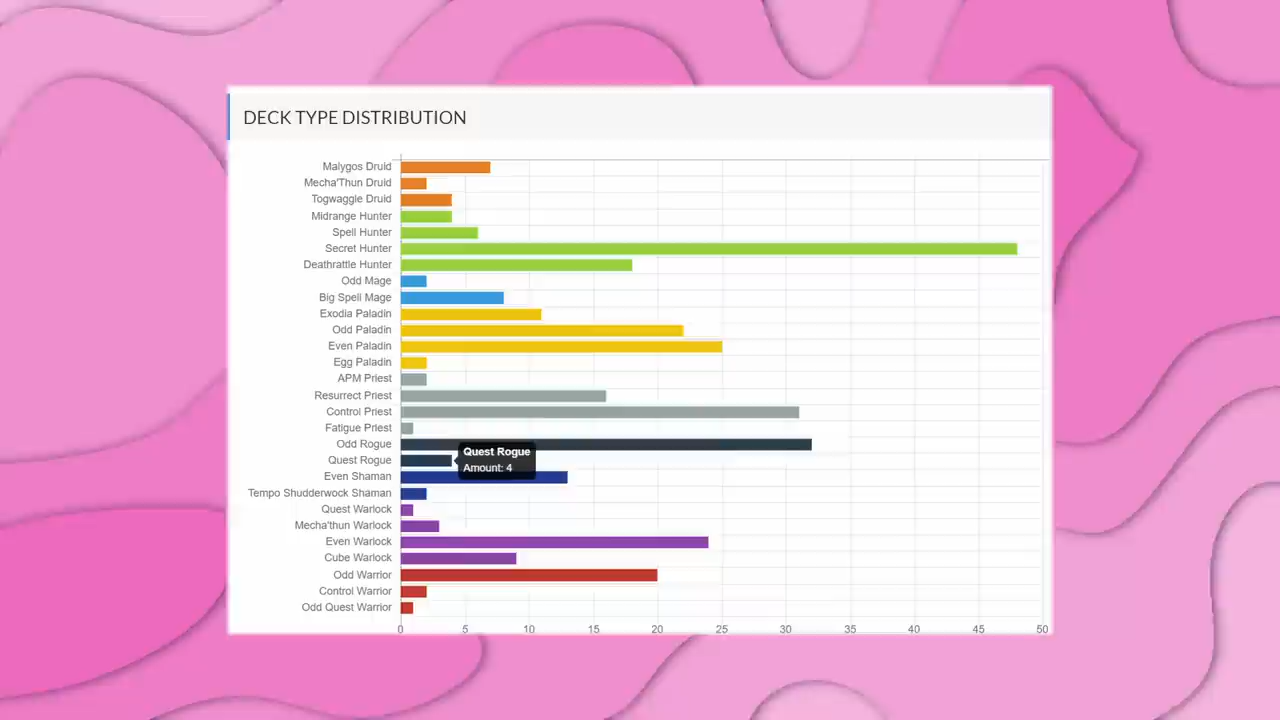 DECK TYPE DISTRIBUTION
Malygos Druid
Mecha'Thun Druid
Togwaggle Druid
Midrange Hunter
Spell Hunter
Secret Hunter
Deathrattle Hunter
Odd Mage
Big Spell Mage
Exodia Paladin
Odd Paladin
Even Paladin
Egg Paladin
APM Priest
Resurrect Priest
Control Priest
Fatigue Priest
Odd Rogue
Quest Rogue
Quest Rogue
Amount: 4
Even Shaman
Tempo Shudderwock Shaman
Quest Warlock
Mecha'thun Warlock
Even Warlock
Cube Warlock
Odd Warrior
Control Warrior
Odd Quest Warrior
0 5 10 15 20 25 30 35 40 45 50